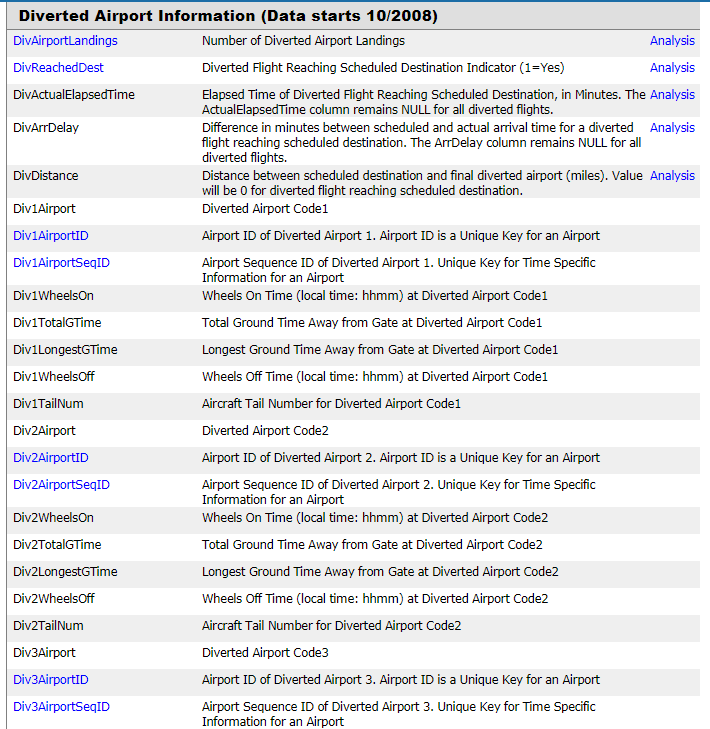 Diverted Airport Information (Data starts 10/2008)
DivAirportLandings Number of Diverted Airport Landings Analysis
DivReachedDest Diverted Flight Reaching Scheduled Destination Indicator (1=Yes) Analysis
DivActualElapsedTime Elapsed Time of Diverted Flight Reaching Scheduled Destination, in Minutes. The Analysis
ActualElapsedTime column remains NULL for all diverted flights.
DivArrDelay Difference in minutes between scheduled and actual arrival time for a diverted Analysis
flight reaching scheduled destination. The ArrDelay column remains NULL for all
diverted flights.
DivDistance Distance between scheduled destination and final diverted airport (miles). Value Analysis
will be 0 for diverted flight reaching scheduled destination.
Div1Airport Diverted Airport Code1
Div1AirportID Airport ID of Diverted Airport 1. Airport ID is a Unique Key for an Airport
Div1AirportSeqID Airport Sequence ID of Diverted Airport 1. Unique Key for Time Specific
Information for an Airport
Div1WheelsOn Wheels On Time (local time: hhmm) at Diverted Airport Code1
Div1TotalGTime Total Ground Time Away from Gate at Diverted Airport Code1
Div1LongestGTime Longest Ground Time Away from Gate at Diverted Airport Code1
Div1WheelsOff Wheels Off Time (local time: hhmm) at Diverted Airport Code1
Div1TailNum Aircraft Tail Number for Diverted Airport Code1
Div2Airport Diverted Airport Code2
Div2AirportID Airport ID of Diverted Airport 2. Airport ID is a Unique Key for an Airport
Div2AirportSeqID Airport Sequence ID of Diverted Airport 2. Unique Key for Time Specific
Information for an Airport
Div2WheelsOn Wheels On Time (local time: hhmm) at Diverted Airport Code2
Div2TotalGTime Total Ground Time Away from Gate at Diverted Airport Code2
Div2LongestGTime Longest Ground Time Away from Gate at Diverted Airport Code2
Div2WheelsOff Wheels Off Time (local time: hhmm) at Diverted Airport Code2
Div2TailNum Aircraft Tail Number for Diverted Airport Code2
Div3Airport Diverted Airport Code3
Div3AirportID Airport ID of Diverted Airport 3. Airport ID is a Unique Key for an Airport
Div3AirportSeqID Airport Sequence ID of Diverted Airport 3. Unique Key for Time Specific
Information for an Airport